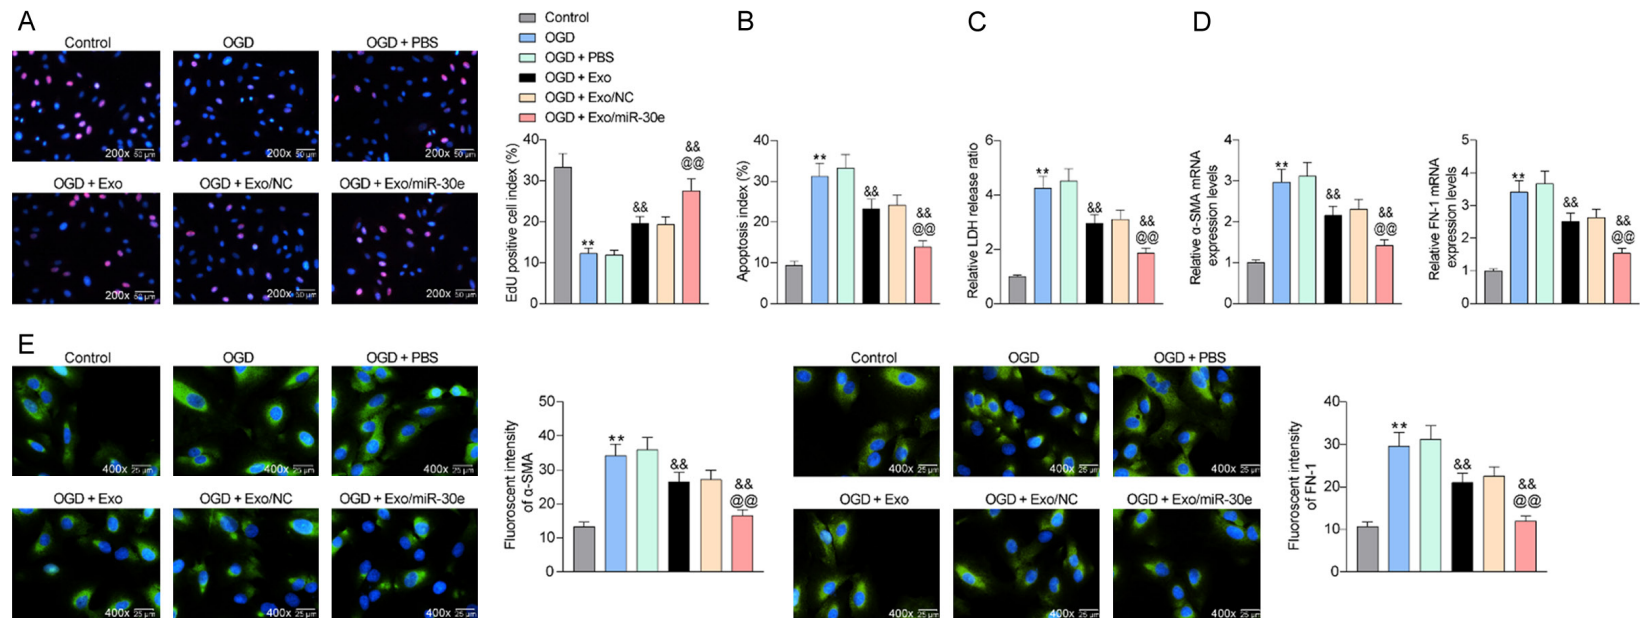 A
Control
OGD
OGD + PBS
200x 50 µm
200x 50 µm
200x 50 µm
OGD + Exo
OGD + Exo/NC
OGD + Exo/miR-30e
200x 50 µm
200x 50 µm
200x 50 µm
Control
OGD
OGD + PBS
OGD + Exo
OGD + Exo/NC
OGD + Exo/miR-30e
EdU positive cell index (%)
40
30
20
10
0
**
&&
&&
@@
B
Apoptosis index (%)
40
30
20
10
0
**
&&
&&
@@
C
Relative LDH release ratio
6
4
2
0
**
&&
&&
@@
D
Relative α-SMA mRNA
expression levels
4
3
2
1
0
**
&&
&&
@@
Relative FN-1 mRNA
expression levels
5
4
3
2
1
0
**
&&
&&
@@
E
Control
OGD
OGD + PBS
400x 25 µm
400x 25 µm
400x 25 µm
OGD + Exo
OGD + Exo/NC
OGD + Exo/miR-30e
400x 25 µm
400x 25 µm
400x 25 µm
Fluoroscent intensity
of α-SMA
50
40
30
20
10
0
**
&&
&&
@@
Control
OGD
OGD + PBS
400x 25 µm
400x 25 µm
400x 25 µm
OGD + Exo
OGD + Exo/NC
OGD + Exo/miR-30e
400x 25 µm
400x 25 µm
400x 25 µm
Fluoroscent intensity
of FN-1
40
30
20
10
0
**
&&
&&
@@